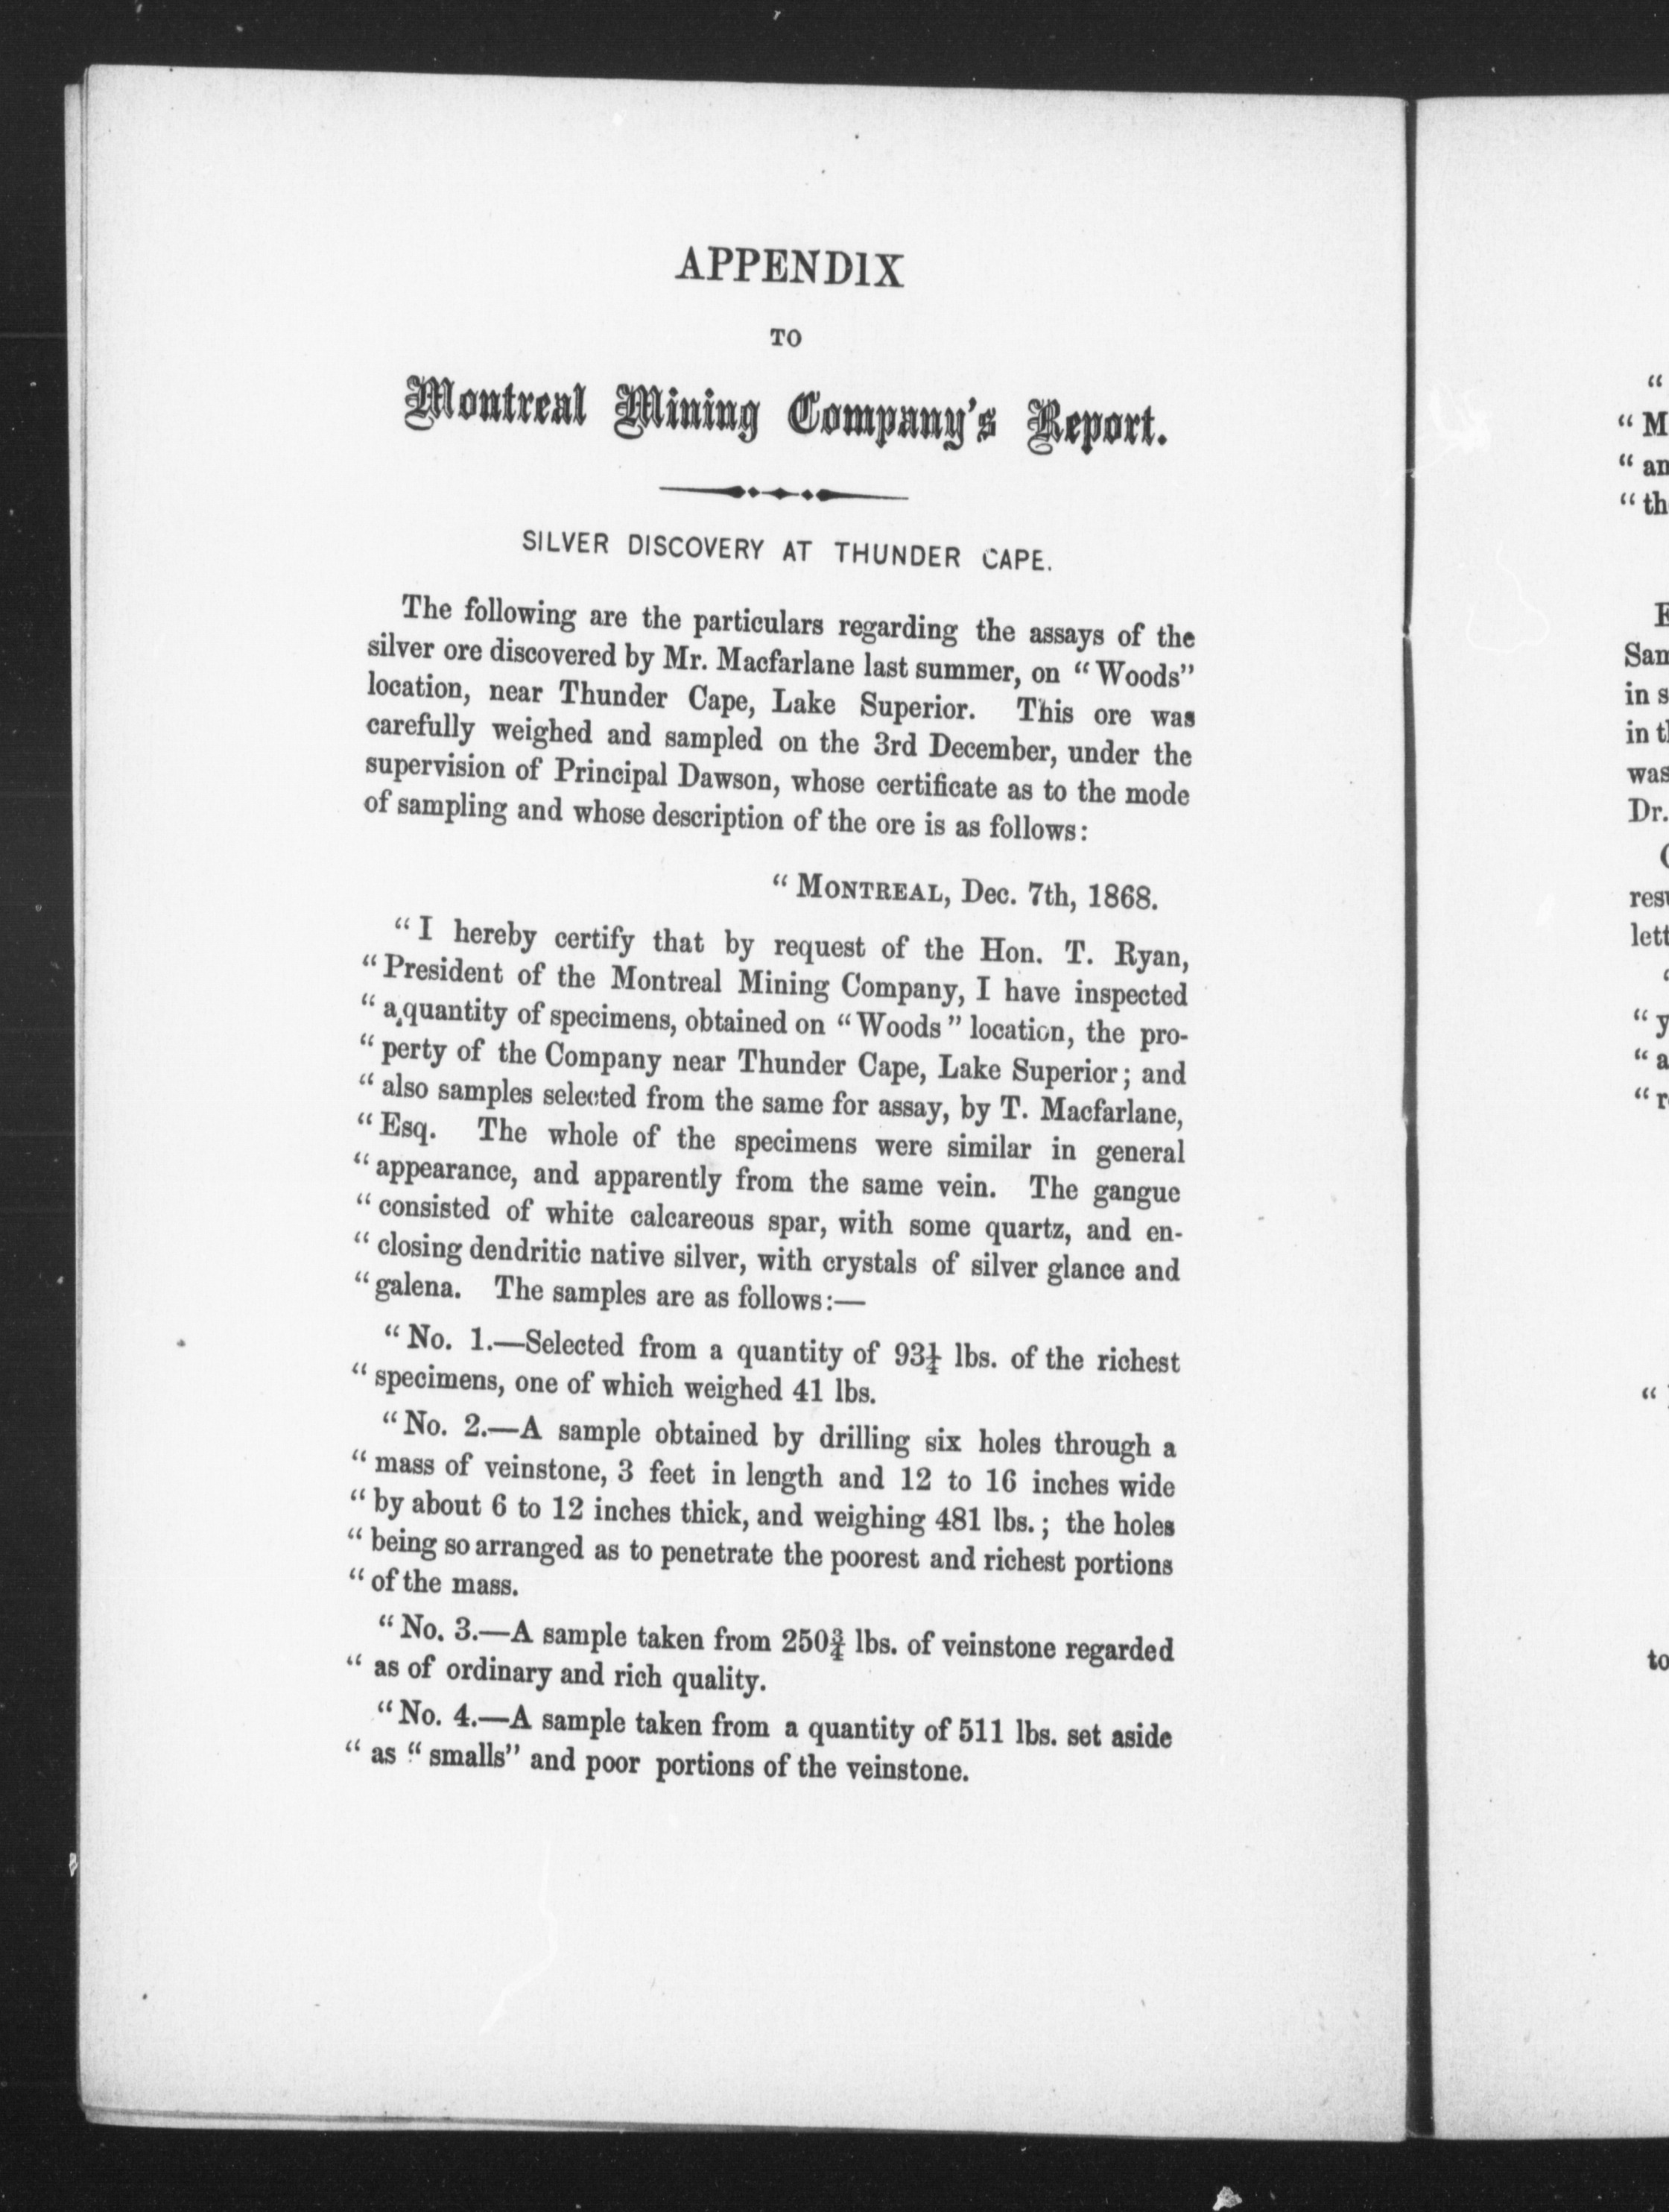 APPENDIX
TO
Montreal Mining Company's Report.
SILVER DISCOVERY AT THUNDER CAPE.
The following are the particulars regarding the assays of the
silver ore discovered by Mr. Macfarlane last summer, on "Woods"
location, near Thunder Cape, Lake Superior. This ore was
carefully weighed and sampled on the 3rd December, under the
supervision of Principal Dawson, whose certificate as to the mode
of sampling and whose description of the ore is as follows:
"MONTREAL, Dec. 7th, 1868.
"I hereby certify that by request of the Hon. T. Ryan,
"President of the Montreal Mining Company, I have inspected
"a quantity of specimens, obtained on "Woods" location, the pro-
"perty of the Company near Thunder Cape, Lake Superior; and
"also samples selected from the same for assay, by T. Macfarlane,
"Esq. The whole of the specimens were similar in general
"appearance, and apparently from the same vein. The gangue
"consisted of white calcareous spar, with some quartz, and en-
"closing dendritic native silver, with crystals of silver glance and
"galena. The samples are as follows:—
"No. 1.—Selected from a quantity of 93¼ lbs. of the richest
"specimens, one of which weighed 41 lbs.
"No. 2.—A sample obtained by drilling six holes through a
"mass of veinstone, 3 feet in length and 12 to 16 inches wide
"by about 6 to 12 inches thick, and weighing 481 lbs.; the holes
"being so arranged as to penetrate the poorest and richest portions
"of the mass.
"No. 3.—A sample taken from 250¾ lbs. of veinstone regarded
"as of ordinary and rich quality.
"No. 4.—A sample taken from a quantity of 511 lbs. set aside
"as "smalls" and poor portions of the veinstone.